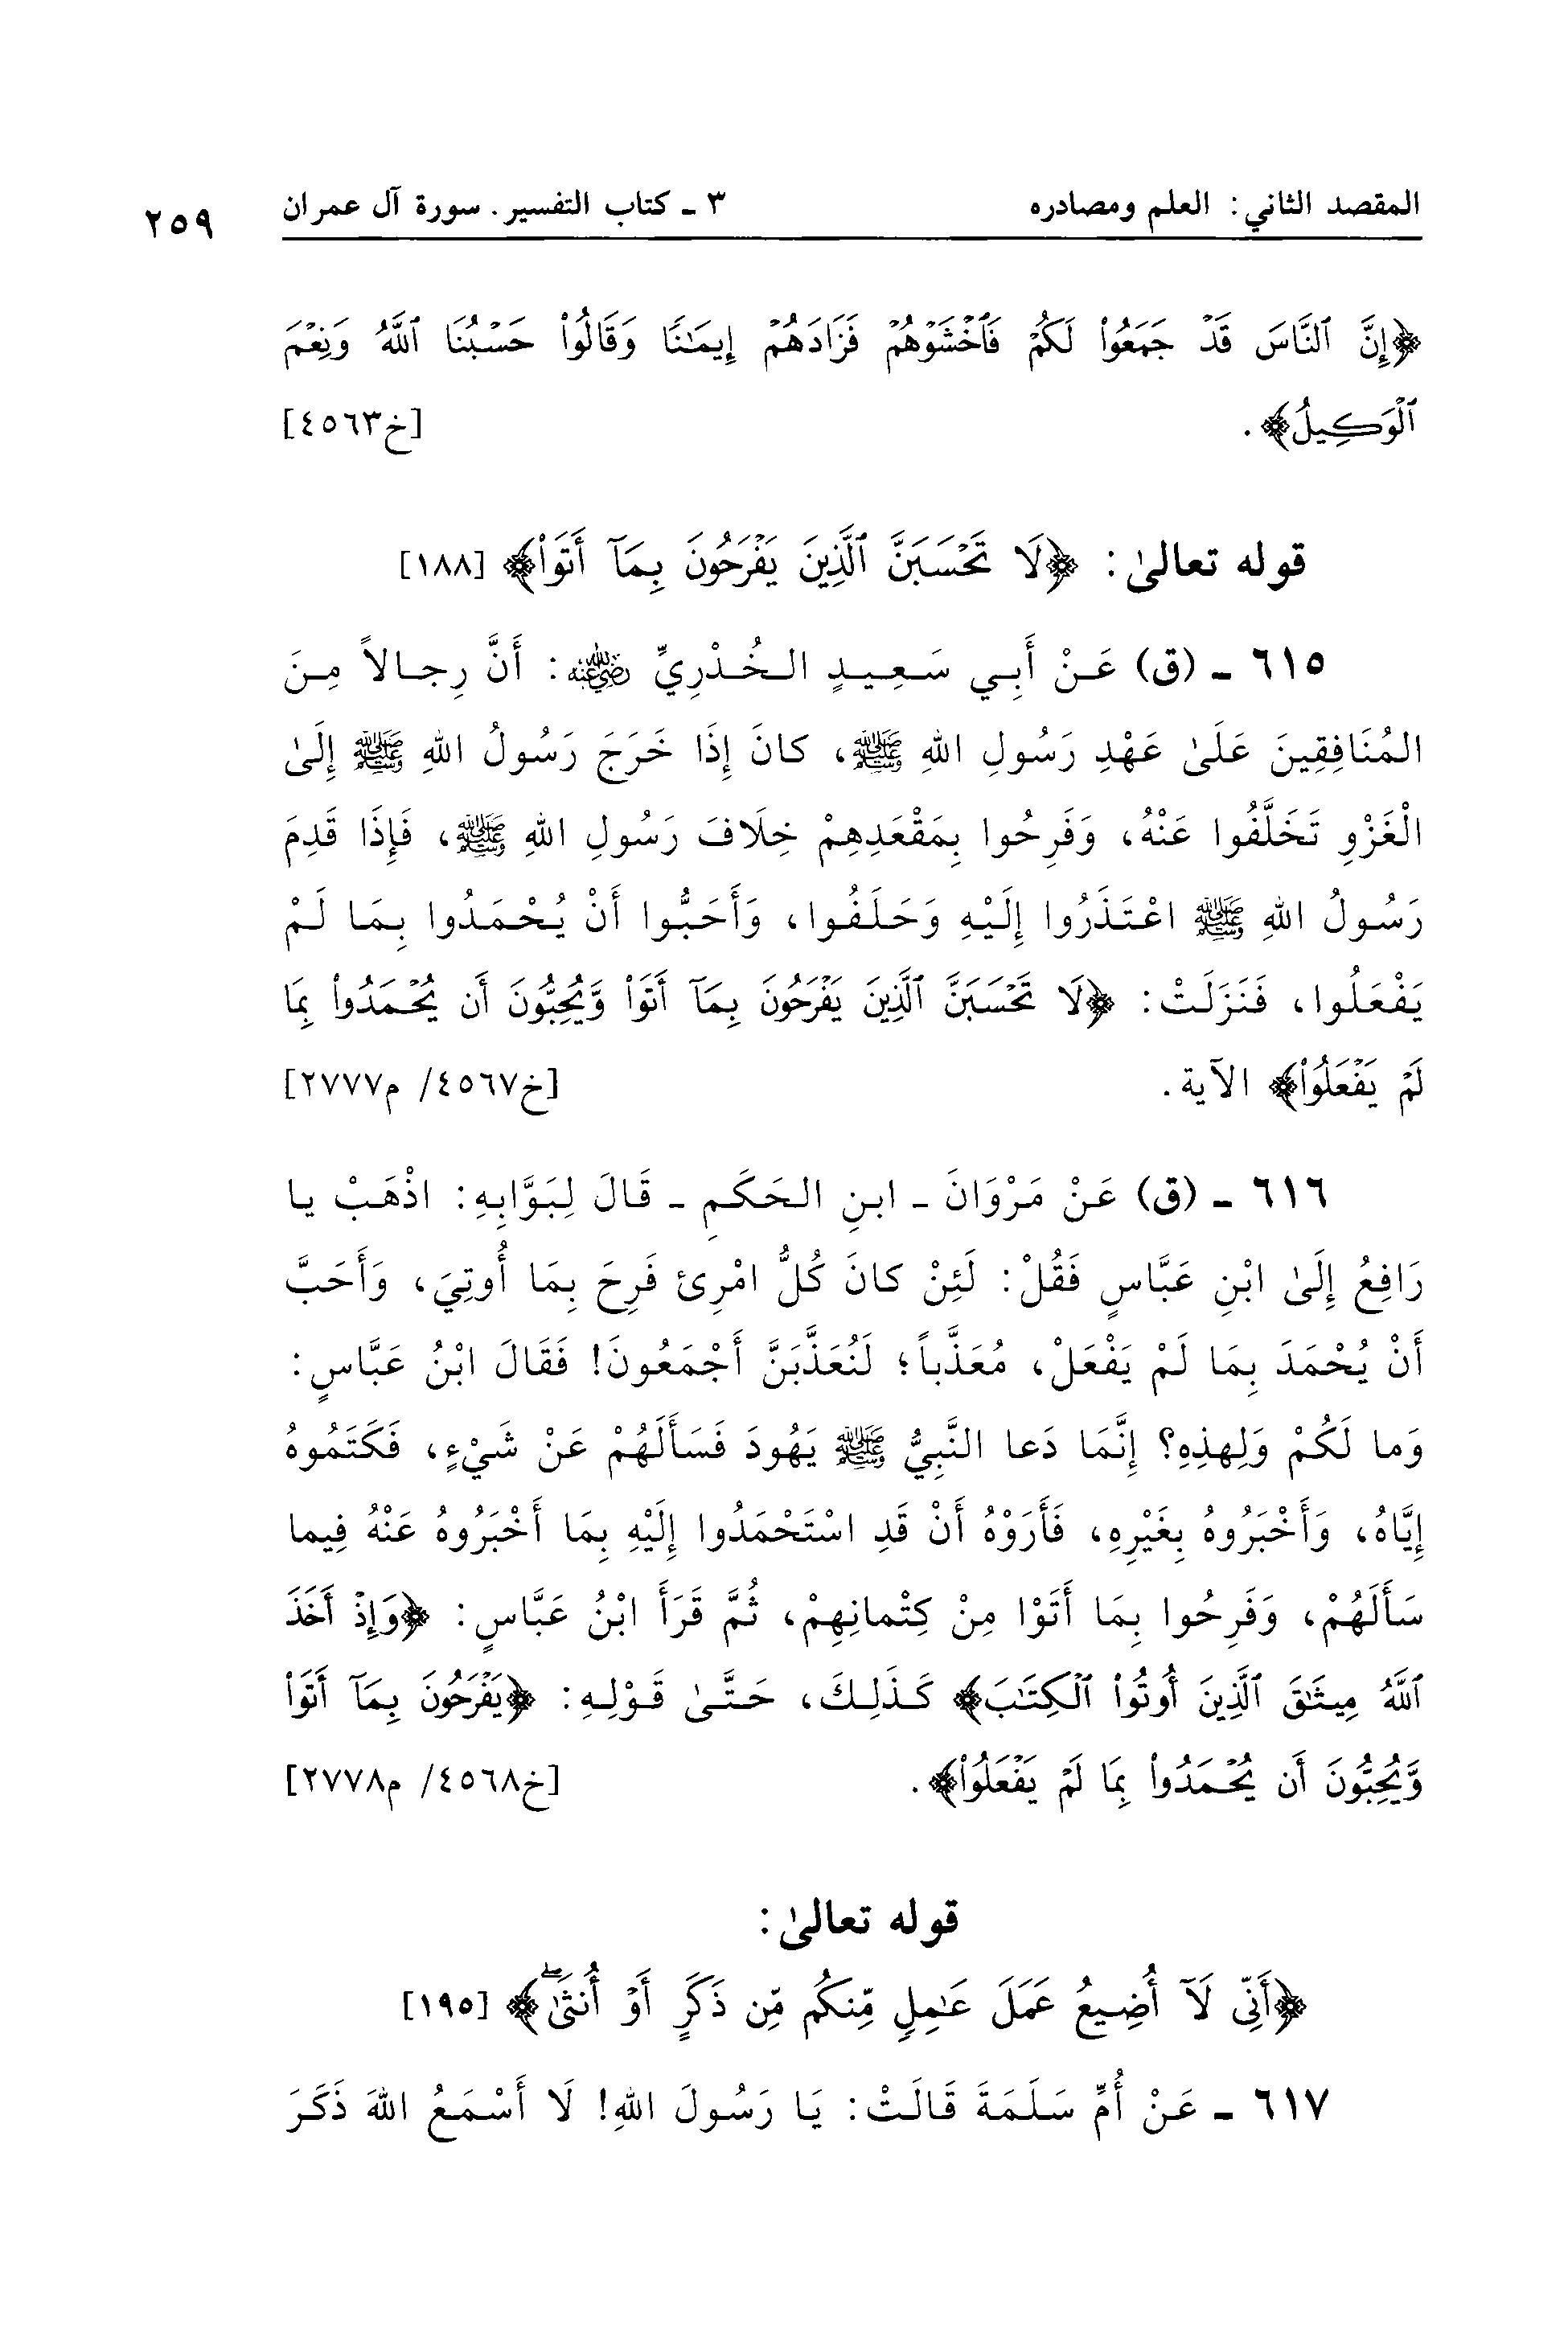 المقصد الثاني: العلم ومصادره ٣ ـ كتاب التفسير. سورة آل عمران ٢٥٩
﴿إِنَّ ٱلنَّاسَ قَدْ جَمَعُوا۟ لَكُمْ فَٱخْشَوْهُمْ فَزَادَهُمْ إِيمَـٰنًا وَقَالُوا۟ حَسْبُنَا ٱللَّهُ وَنِعْمَ
ٱلْوَكِيلُ﴾. [خ٤٥٦٣]
قوله تعالىٰ: ﴿لَا تَحْسَبَنَّ ٱلَّذِينَ يَفْرَحُونَ بِمَآ أَتَوا۟﴾ [١٨٨]
٦١٥ ـ (ق) عَنْ أَبِي سَعِيدٍ الخُدْرِيِّ رضي الله عنه: أَنَّ رِجالاً مِنَ
المُنَافِقِينَ عَلَىٰ عَهْدِ رَسُولِ اللهِ ﷺ، كانَ إِذَا خَرَجَ رَسُولُ اللهِ ﷺ إِلَىٰ
الْغَزْوِ تَخَلَّفُوا عَنْهُ، وَفَرِحُوا بِمَقْعَدِهِمْ خِلَافَ رَسُولِ اللهِ ﷺ، فَإِذَا قَدِمَ
رَسُولُ اللهِ ﷺ اعْتَذَرُوا إِلَيْهِ وَحَلَفُوا، وَأَحَبُّوا أَنْ يُحْمَدُوا بِمَا لَمْ
يَفْعَلُوا، فَنَزَلَتْ: ﴿لَا تَحْسَبَنَّ ٱلَّذِينَ يَفْرَحُونَ بِمَآ أَتَوا۟ وَّيُحِبُّونَ أَن يُحْمَدُوا۟ بِمَا
لَمْ يَفْعَلُوا۟﴾ الآية. [خ٤٥٦٧/ م٢٧٧٧]
٦١٦ ـ (ق) عَنْ مَرْوَانَ ـ ابنِ الحَكَمِ ـ قَالَ لِبَوَّابِهِ: اذْهَبْ يا
رَافِعُ إِلَىٰ ابْنِ عَبَّاسٍ فَقُلْ: لَئِنْ كانَ كُلُّ امْرِئ فَرِحَ بِمَا أُوتِيَ، وَأَحَبَّ
أَنْ يُحْمَدَ بِمَا لَمْ يَفْعَلْ، مُعَذَّباً؛ لَنُعَذَّبَنَّ أَجْمَعُونَ! فَقَالَ ابْنُ عَبَّاسٍ:
وَما لَكُمْ وَلِهذِهِ؟ إِنَّمَا دَعا النَّبِيُّ ﷺ يَهُودَ فَسَأَلَهُمْ عَنْ شَيْءٍ، فَكَتَمُوهُ
إِيَّاهُ، وَأَخْبَرُوهُ بِغَيْرِهِ، فَأَرَوْهُ أَنْ قَدِ اسْتَحْمَدُوا إِلَيْهِ بِمَا أَخْبَرُوهُ عَنْهُ فِيما
سَأَلَهُمْ، وَفَرِحُوا بِمَا أَتَوْا مِنْ كِتْمانِهِمْ، ثُمَّ قَرَأَ ابْنُ عَبَّاسٍ: ﴿وَإِذْ أَخَذَ
ٱللَّهُ مِيثَـٰقَ ٱلَّذِينَ أُوتُوا۟ ٱلْكِتَـٰبَ﴾ كَذَلِكَ، حَتَّىٰ قَوْلِهِ: ﴿يَفْرَحُونَ بِمَآ أَتَوا۟
وَّيُحِبُّونَ أَن يُحْمَدُوا۟ بِمَا لَمْ يَفْعَلُوا۟﴾. [خ٤٥٦٨/ م٢٧٧٨]
قوله تعالىٰ:
﴿أَنِّى لَآ أُضِيعُ عَمَلَ عَـٰمِلٍ مِّنكُم مِّن ذَكَرٍ أَوْ أُنثَىٰ ۖ﴾ [١٩٥]
٦١٧ ـ عَنْ أُمِّ سَلَمَةَ قَالَتْ: يَا رَسُولَ اللهِ! لَا أَسْمَعُ اللهَ ذَكَرَ